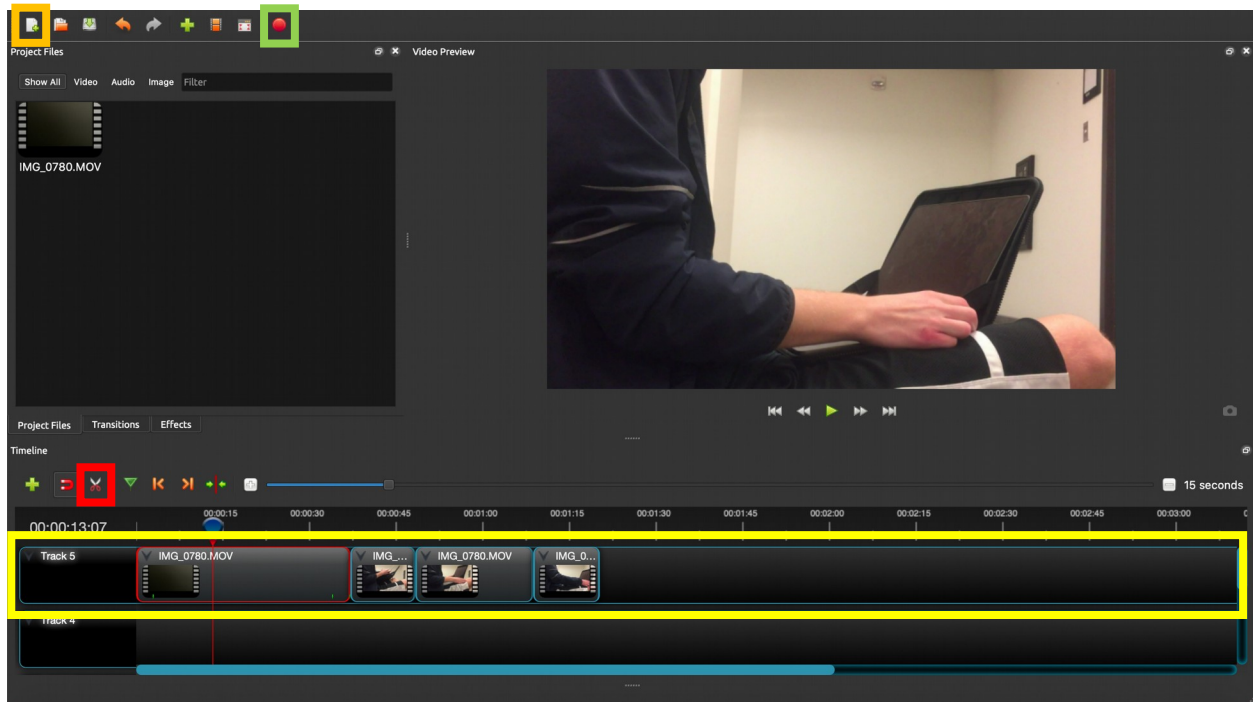 Project Files
Video Preview
Show All Video Audio Image Filter
IMG_0780.MOV
Project Files Transitions Effects
Timeline
15 seconds
00:00:13:07
00:00:15 00:00:30 00:00:45 00:01:00 00:01:15 00:01:30 00:01:45 00:02:00 00:02:15 00:02:30 00:02:45 00:03:00
Track 5 IMG_0780.MOV IMG_... IMG_0780.MOV IMG_0...
Track 4